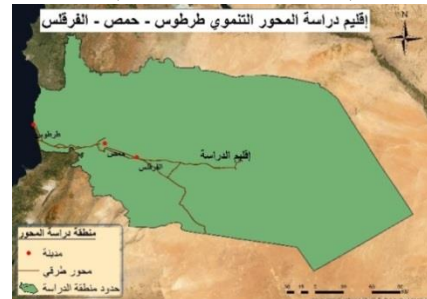 إقليم دراسة المحور التنموي طرطوس - حمص - الفرقلس
N
طرطوس
حمص
الفرقلس
إقليم الدراسة
منطقة دراسة المحور
مدينة
محور طرقي
حدود منطقة الدراسة